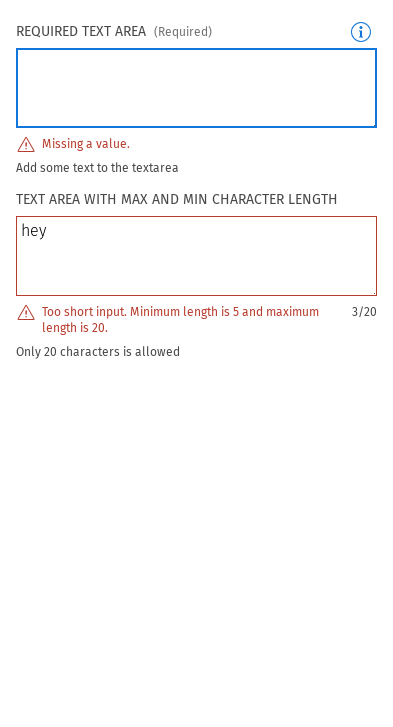 REQUIRED TEXT AREA (Required)
Missing a value.
Add some text to the textarea
TEXT AREA WITH MAX AND MIN CHARACTER LENGTH
hey
Too short input. Minimum length is 5 and maximum 3/20
length is 20.
Only 20 characters is allowed